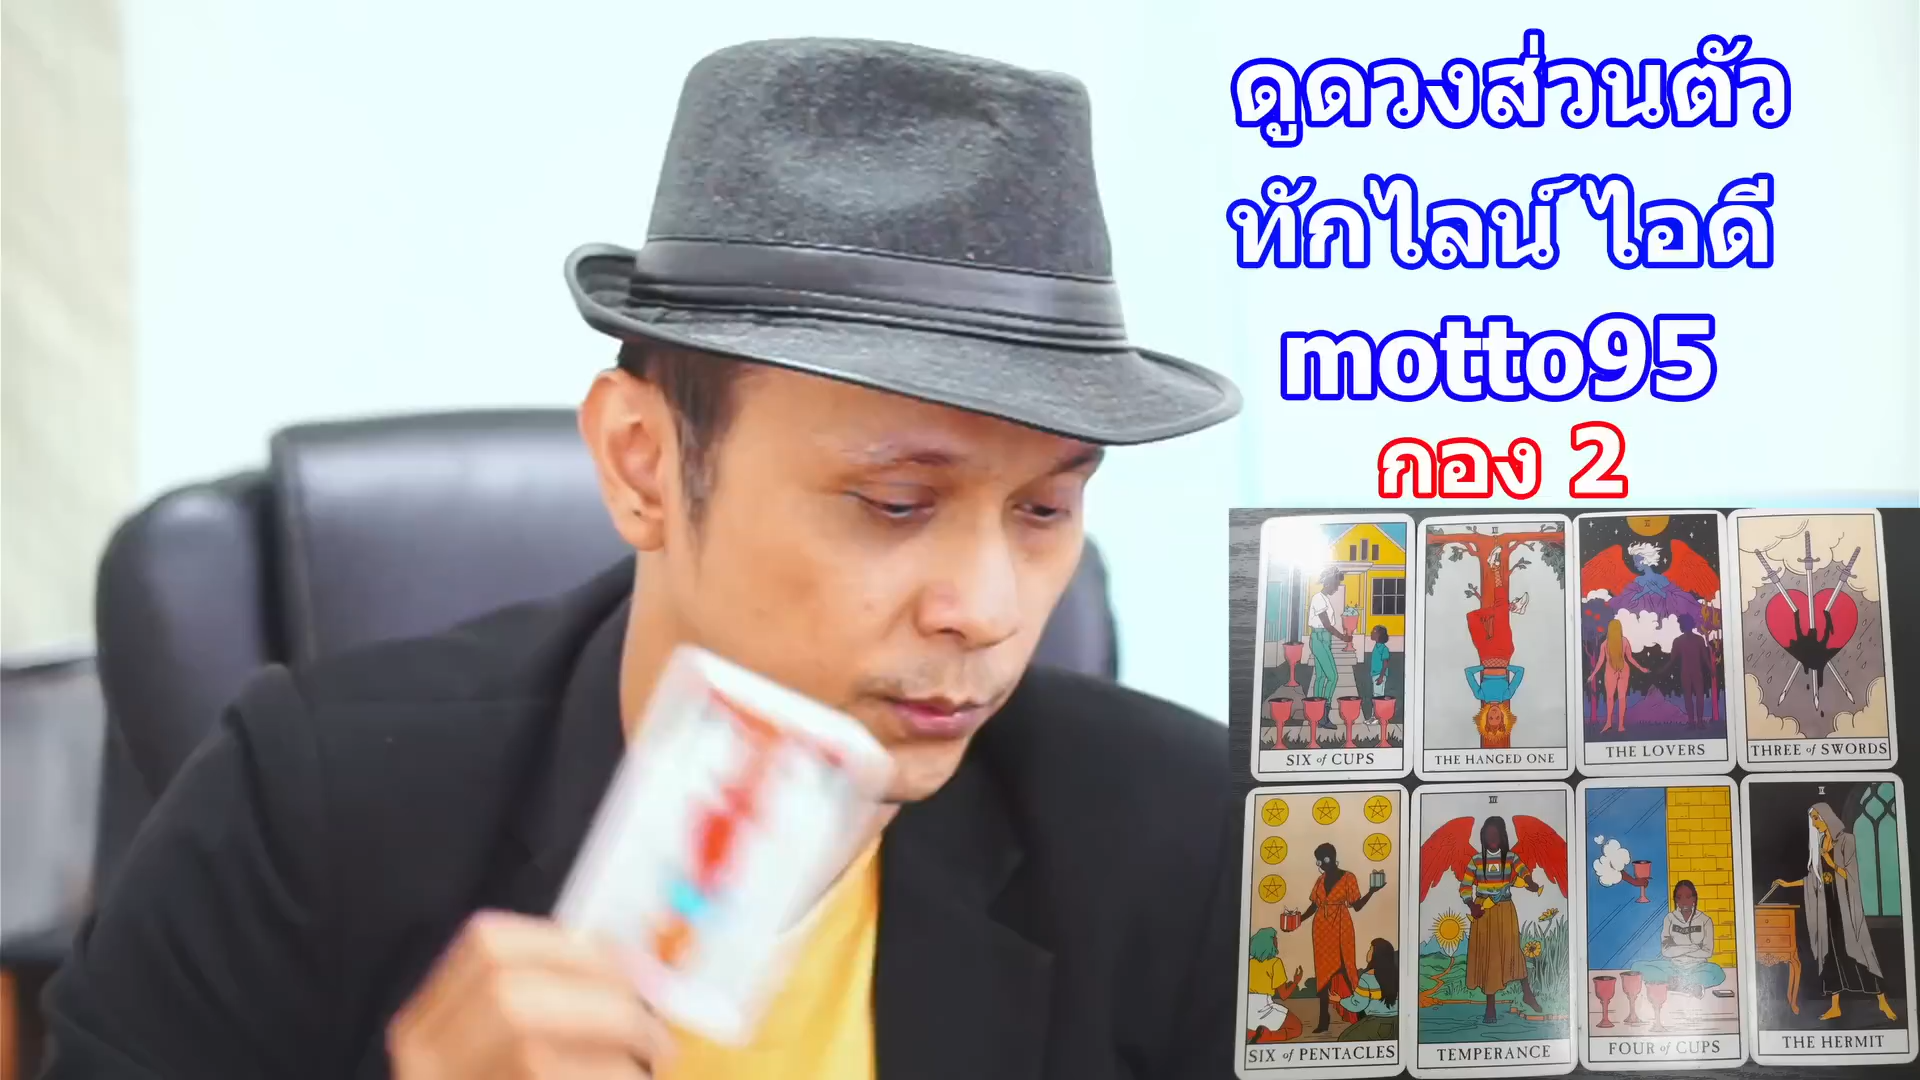 ดูดวงส่วนตัว
ทักไลน์ ไอดี
motto95
กอง 2
SIX of CUPS
THE HANGED ONE
THE LOVERS
THREE of SWORDS
SIX of PENTACLES
TEMPERANCE
FOUR of CUPS
THE HERMIT